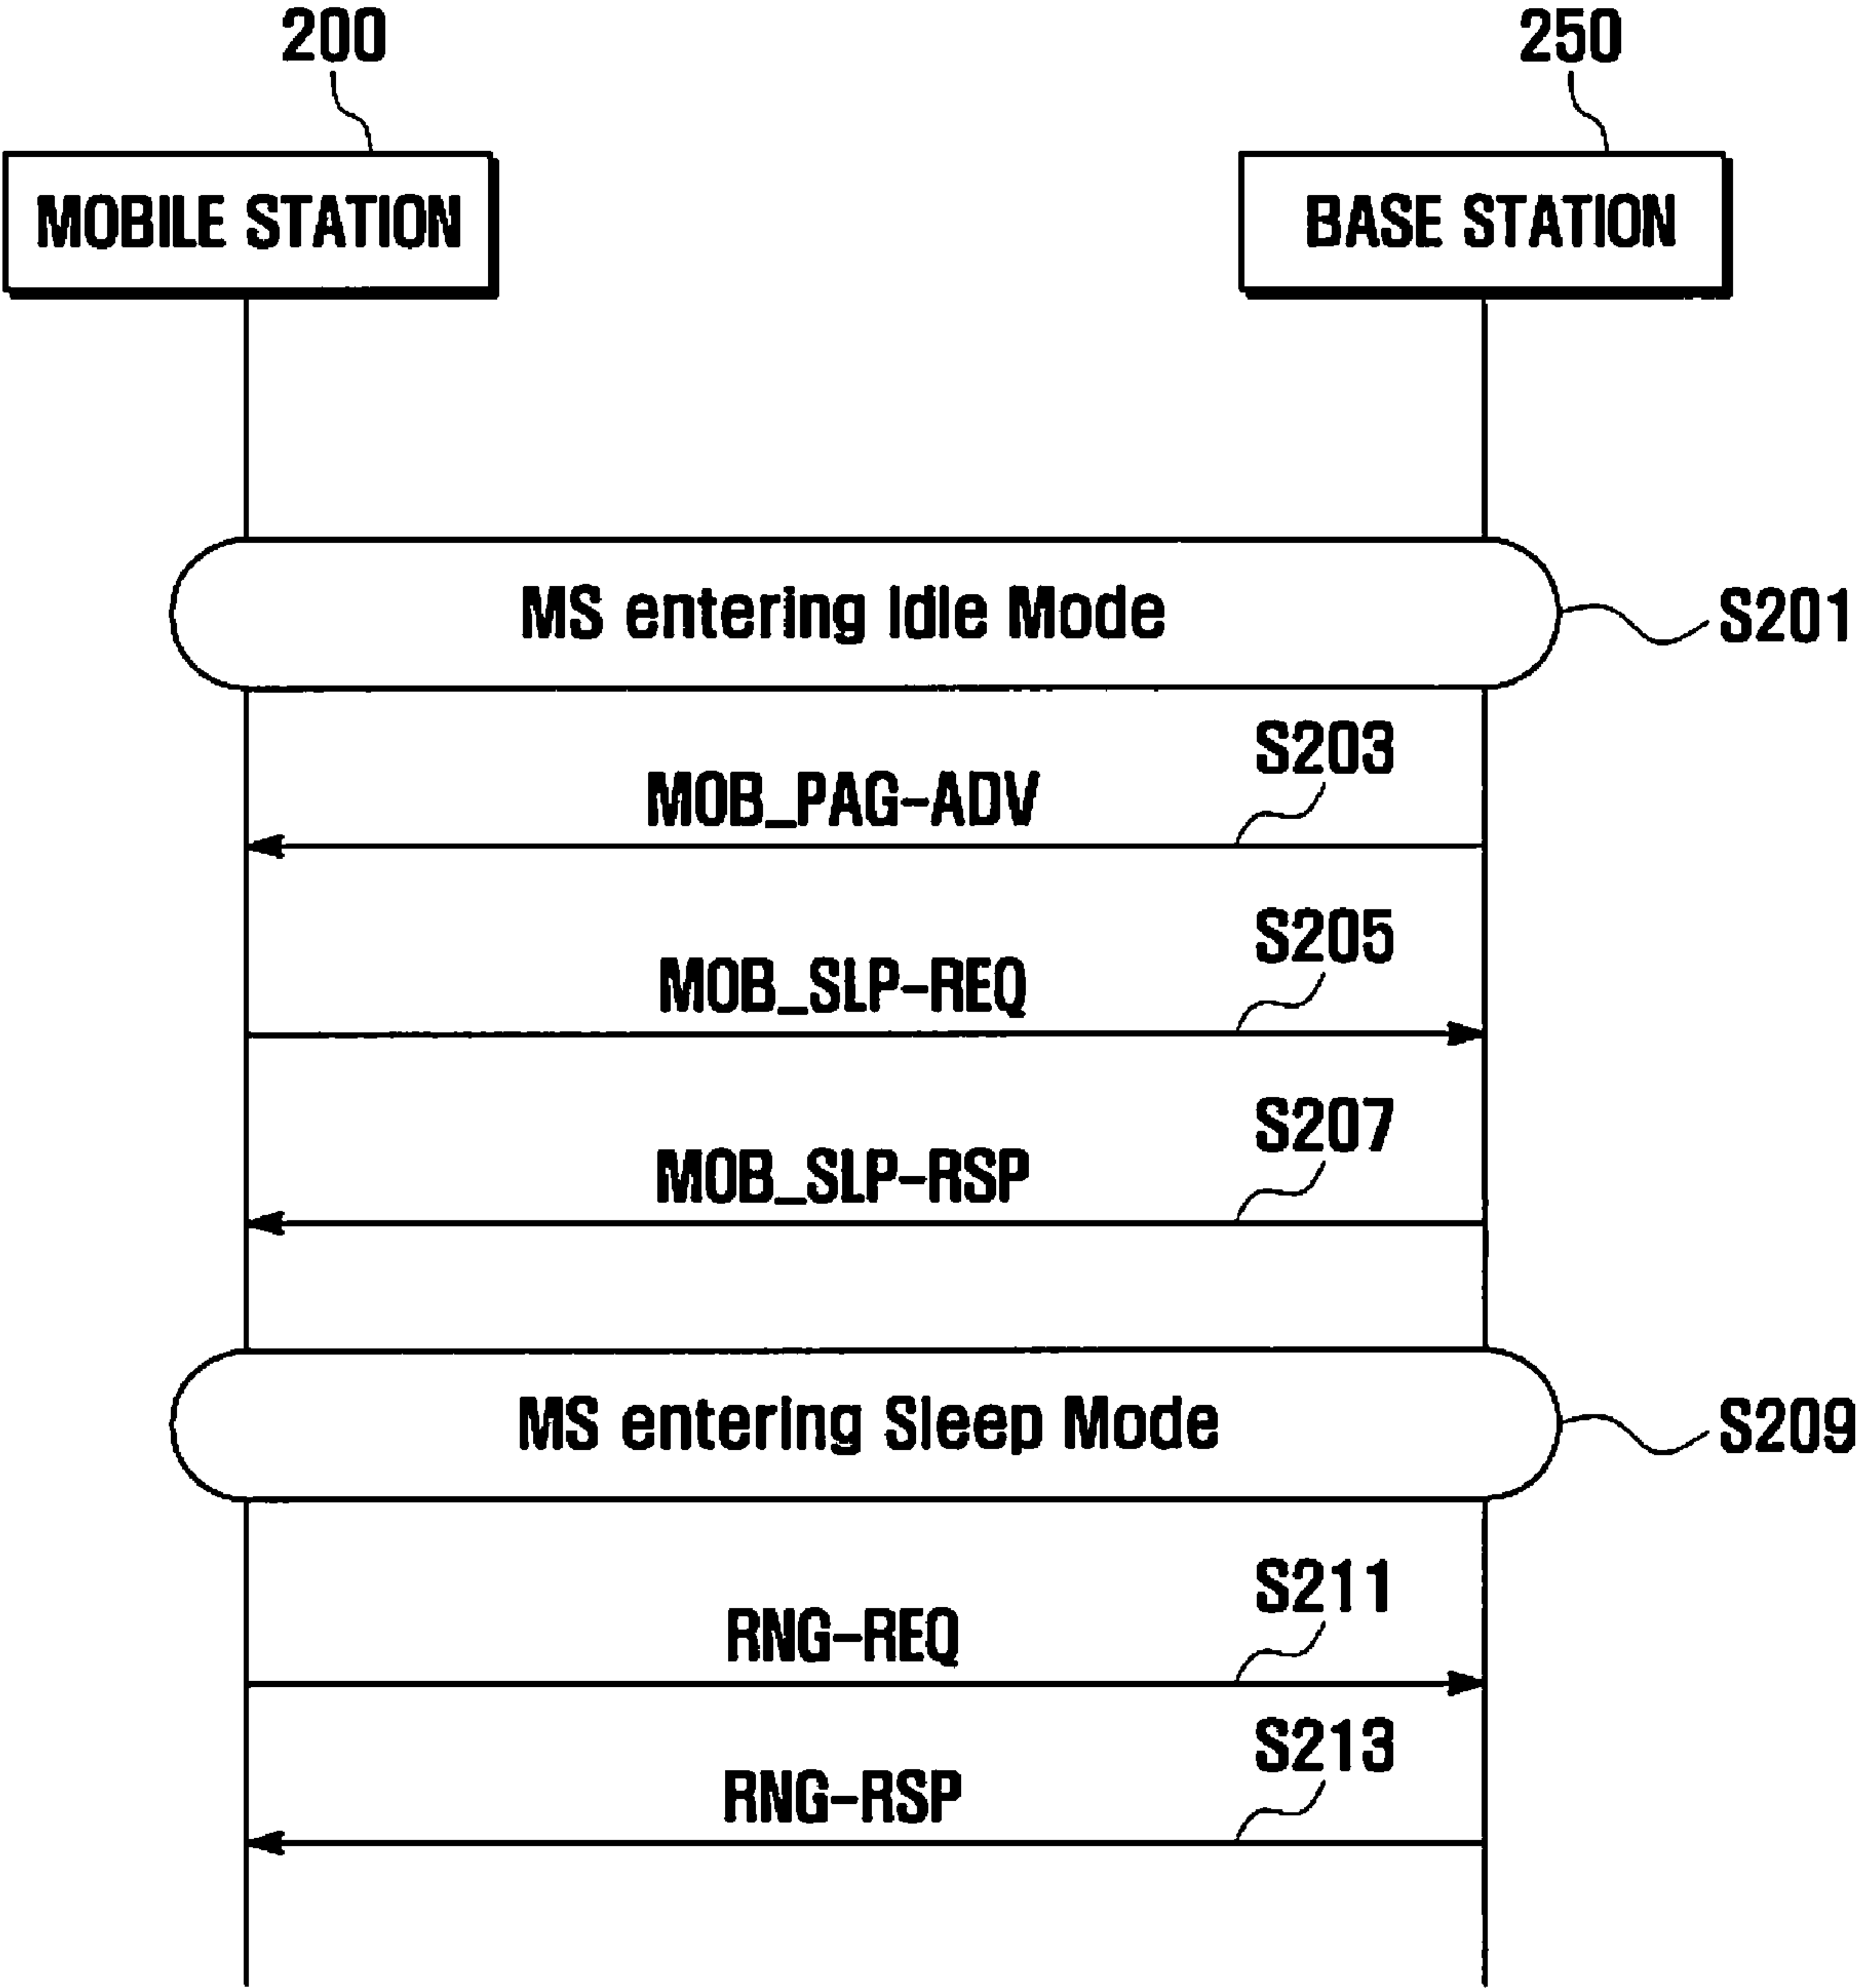 200
250
MOBILE STATION
BASE STATION
MS entering Idle Mode
S201
S203
MOB_PAG-ADV
S205
MOB_SLP-REQ
S207
MOB_SLP-RSP
MS entering Sleep Mode
S209
S211
RNG-REQ
S213
RNG-RSP